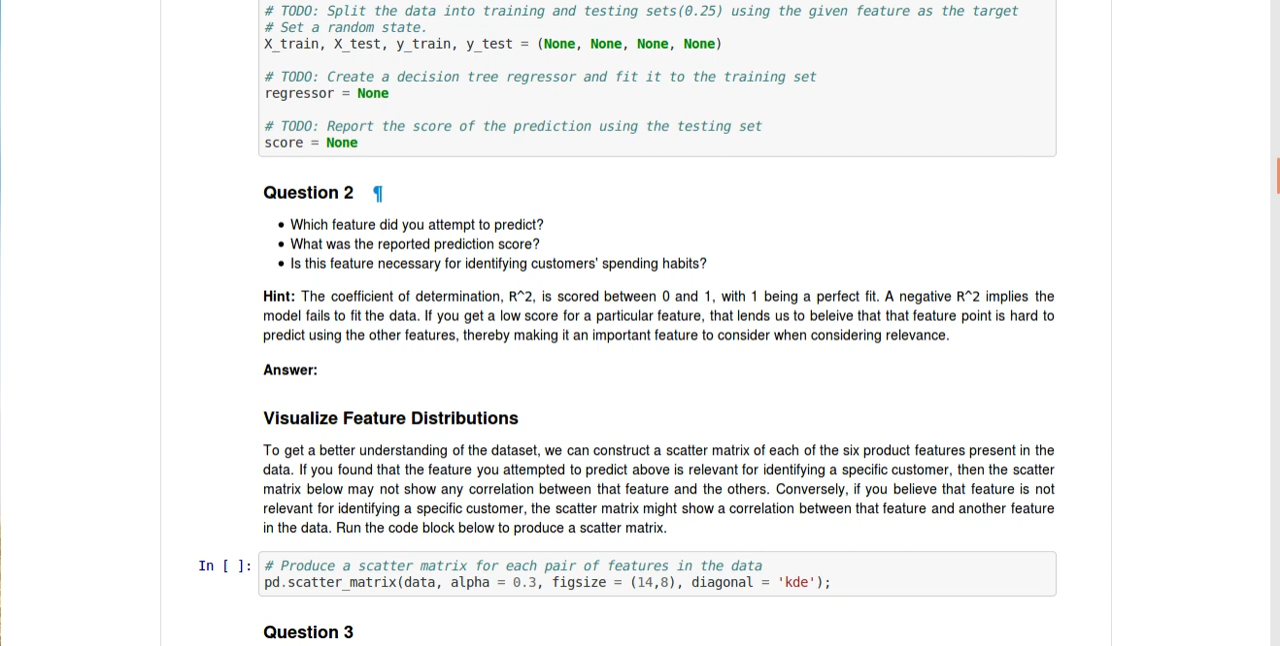 # TODO: Split the data into training and testing sets(0.25) using the given feature as the target
# Set a random state.
X_train, X_test, y_train, y_test = (None, None, None, None)
# TODO: Create a decision tree regressor and fit it to the training set
regressor = None
# TODO: Report the score of the prediction using the testing set
score = None
Question 2 ¶
• Which feature did you attempt to predict?
• What was the reported prediction score?
• Is this feature necessary for identifying customers' spending habits?
Hint: The coefficient of determination, R^2, is scored between 0 and 1, with 1 being a perfect fit. A negative R^2 implies the
model fails to fit the data. If you get a low score for a particular feature, that lends us to beleive that that feature point is hard to
predict using the other features, thereby making it an important feature to consider when considering relevance.
Answer:
Visualize Feature Distributions
To get a better understanding of the dataset, we can construct a scatter matrix of each of the six product features present in the
data. If you found that the feature you attempted to predict above is relevant for identifying a specific customer, then the scatter
matrix below may not show any correlation between that feature and the others. Conversely, if you believe that feature is not
relevant for identifying a specific customer, the scatter matrix might show a correlation between that feature and another feature
in the data. Run the code block below to produce a scatter matrix.
In [ ]: # Produce a scatter matrix for each pair of features in the data
pd.scatter_matrix(data, alpha = 0.3, figsize = (14,8), diagonal = 'kde');
Question 3